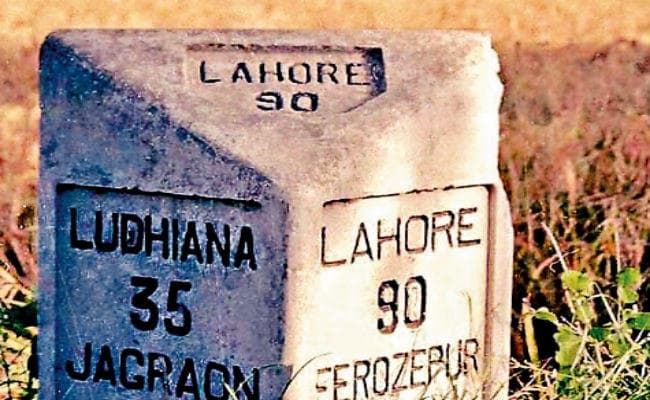 LAHORE
90
LUDHIANA
35
JAGRAON
LAHORE
90
FEROZEPUR